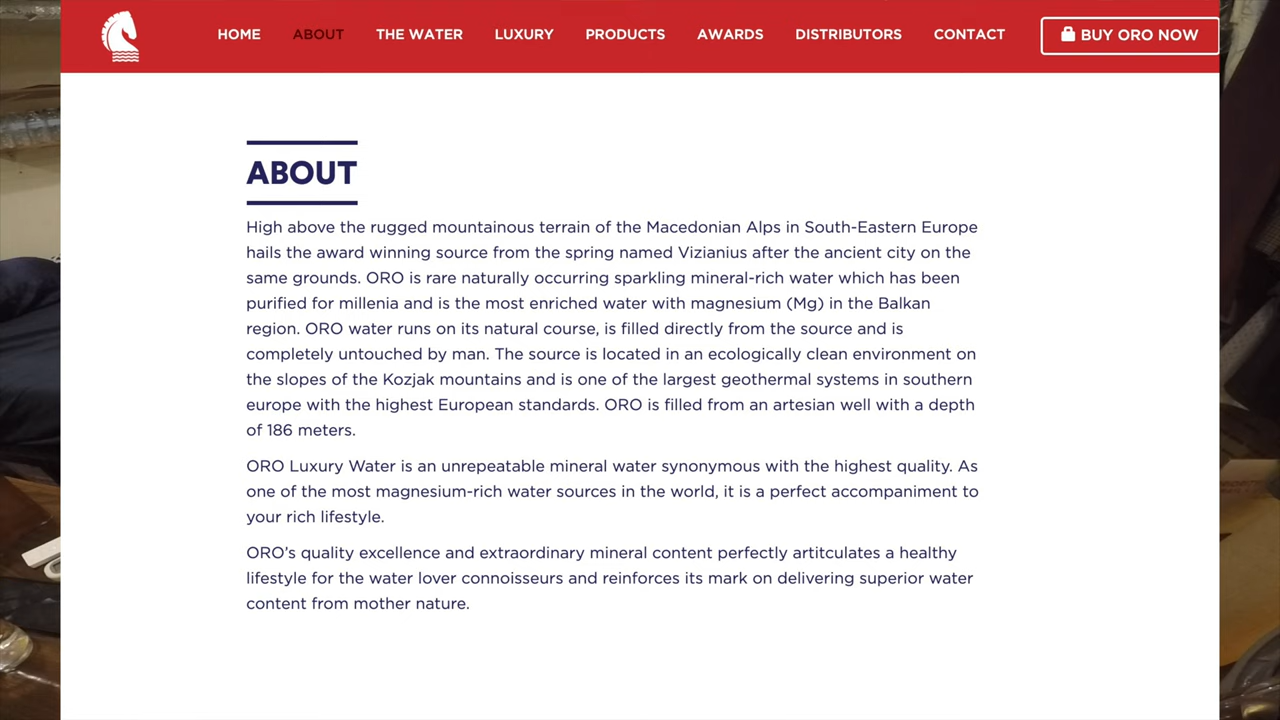 HOME ABOUT THE WATER LUXURY PRODUCTS AWARDS DISTRIBUTORS CONTACT BUY ORO NOW
ABOUT
High above the rugged mountainous terrain of the Macedonian Alps in South-Eastern Europe
hails the award winning source from the spring named Vizianius after the ancient city on the
same grounds. ORO is rare naturally occurring sparkling mineral-rich water which has been
purified for millenia and is the most enriched water with magnesium (Mg) in the Balkan
region. ORO water runs on its natural course, is filled directly from the source and is
completely untouched by man. The source is located in an ecologically clean environment on
the slopes of the Kozjak mountains and is one of the largest geothermal systems in southern
europe with the highest European standards. ORO is filled from an artesian well with a depth
of 186 meters.
ORO Luxury Water is an unrepeatable mineral water synonymous with the highest quality. As
one of the most magnesium-rich water sources in the world, it is a perfect accompaniment to
your rich lifestyle.
ORO’s quality excellence and extraordinary mineral content perfectly artitculates a healthy
lifestyle for the water lover connoisseurs and reinforces its mark on delivering superior water
content from mother nature.